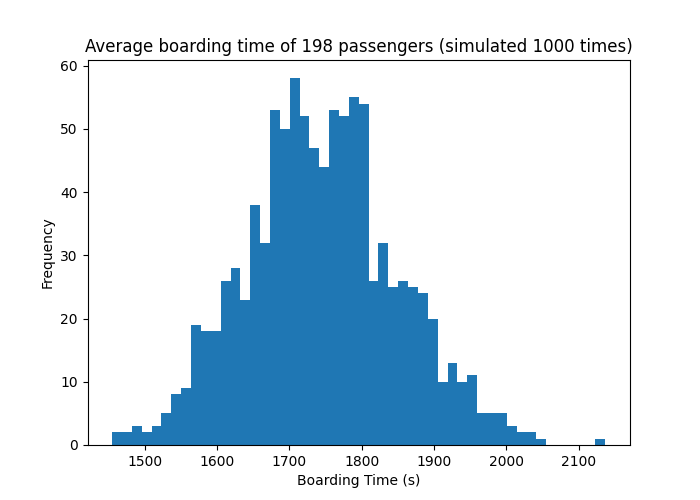 Average boarding time of 198 passengers (simulated 1000 times)
60
50
40
30
20
10
0
Frequency
1500 1600 1700 1800 1900 2000 2100
Boarding Time (s)